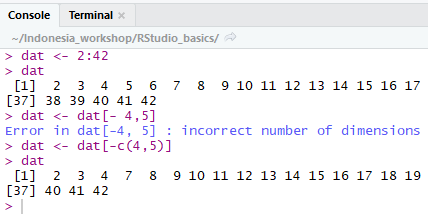 Console Terminal ×
~/Indonesia_workshop/RStudio_basics/
> dat <- 2:42
> dat
[1] 2 3 4 5 6 7 8 9 10 11 12 13 14 15 16 17
[37] 38 39 40 41 42
> dat <- dat[- 4,5]
Error in dat[-4, 5] : incorrect number of dimensions
> dat <- dat[-c(4,5)]
> dat
[1] 2 3 4 7 8 9 10 11 12 13 14 15 16 17 18 19
[37] 40 41 42
>